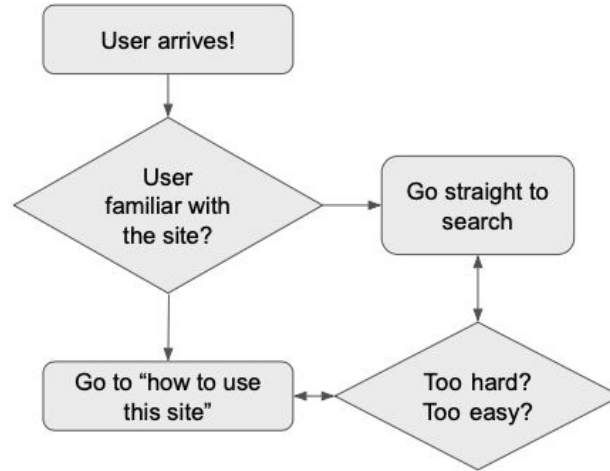 User arrives!
User
familiar with
the site?
Go straight to
search
Go to “how to use
this site”
Too hard?
Too easy?